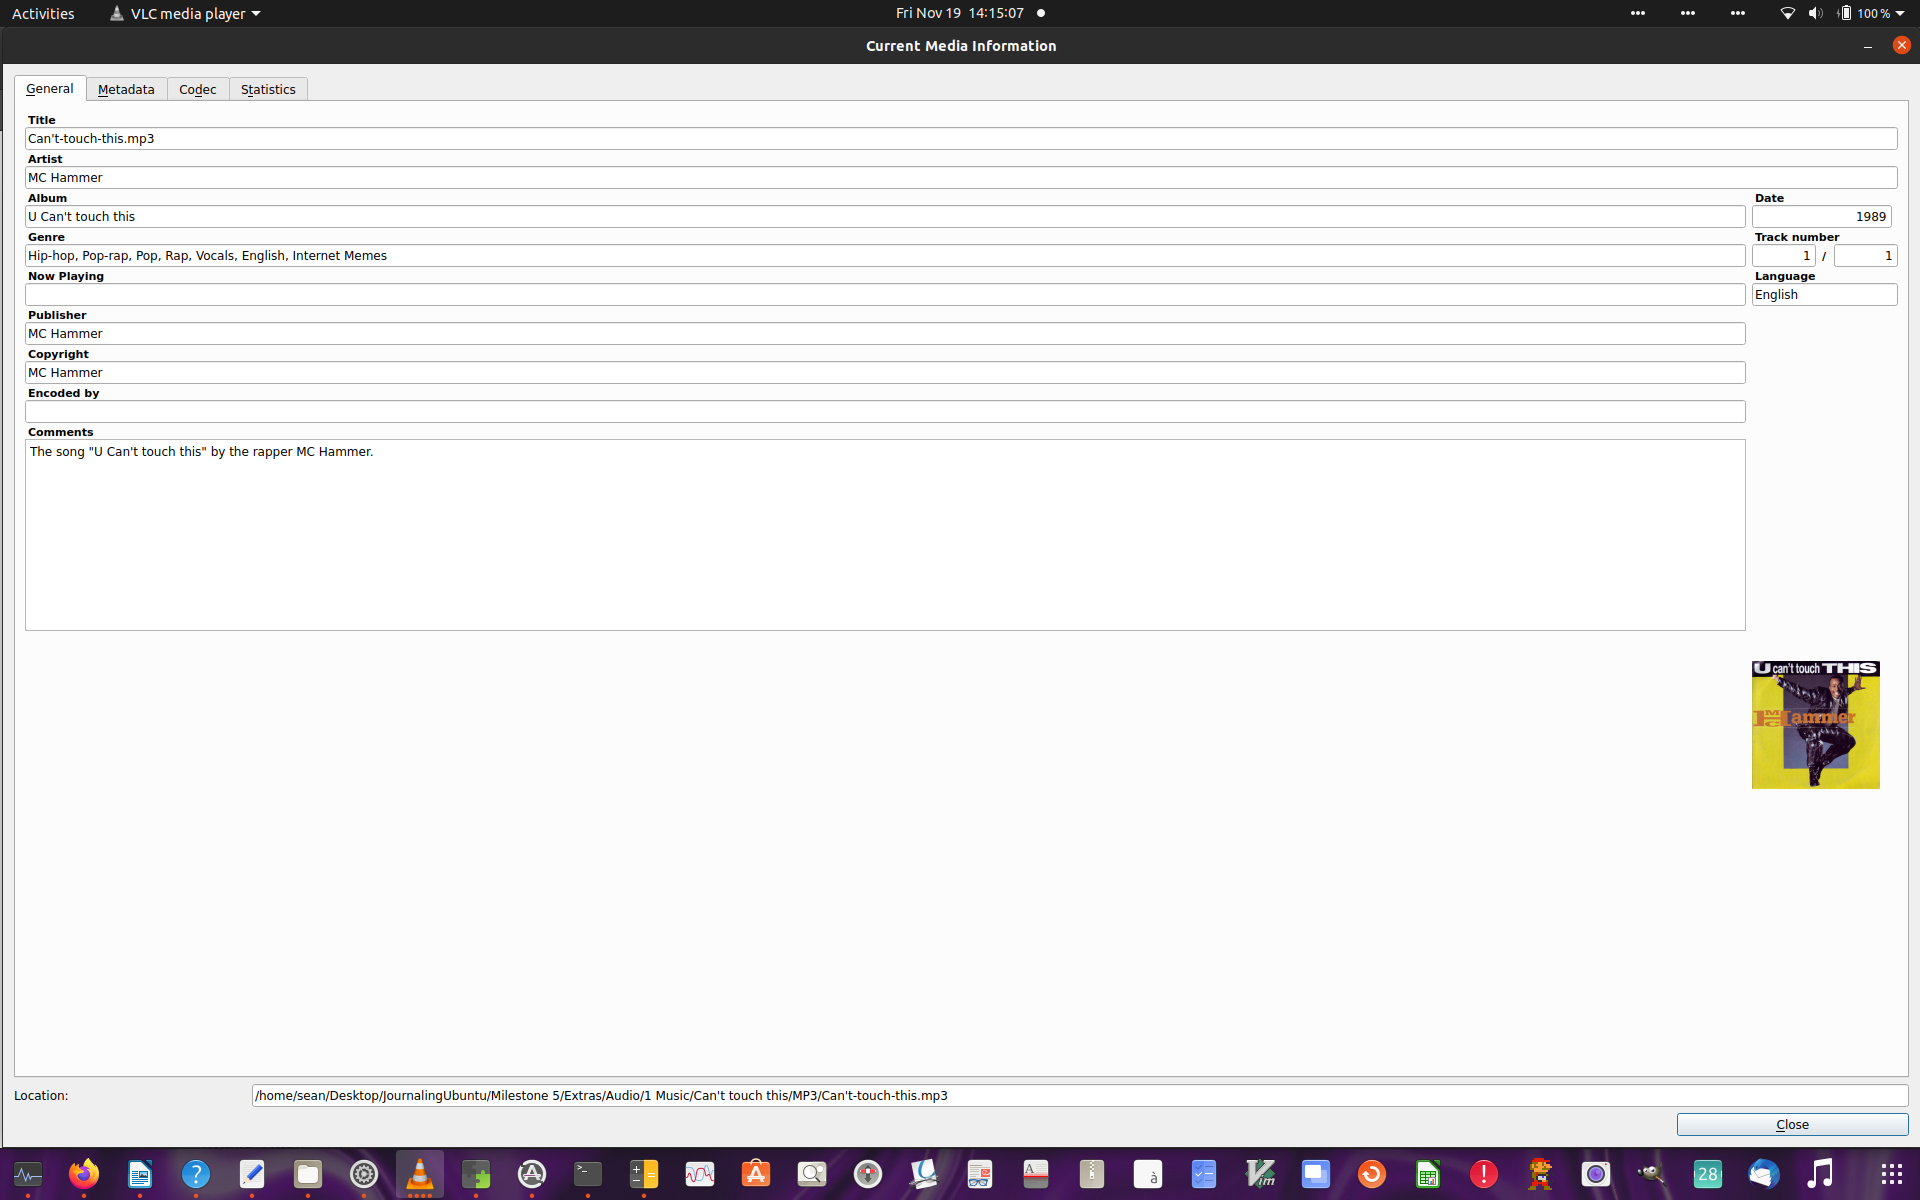 Activities VLC media player Fri Nov 19 14:15:07 100 %
Current Media Information
General Metadata Codec Statistics
Title
Can't-touch-this.mp3
Artist
MC Hammer
Album Date
U Can't touch this 1989
Genre Track number
Hip-hop, Pop-rap, Pop, Rap, Vocals, English, Internet Memes 1 / 1
Now Playing Language
English
Publisher
MC Hammer
Copyright
MC Hammer
Encoded by
Comments
The song "U Can't touch this" by the rapper MC Hammer.
U can't touch THIS
MC Hammer
Location: /home/sean/Desktop/JournalingUbuntu/Milestone 5/Extras/Audio/1 Music/Can't touch this/MP3/Can't-touch-this.mp3
Close
? >_ A A à Vim ! 28